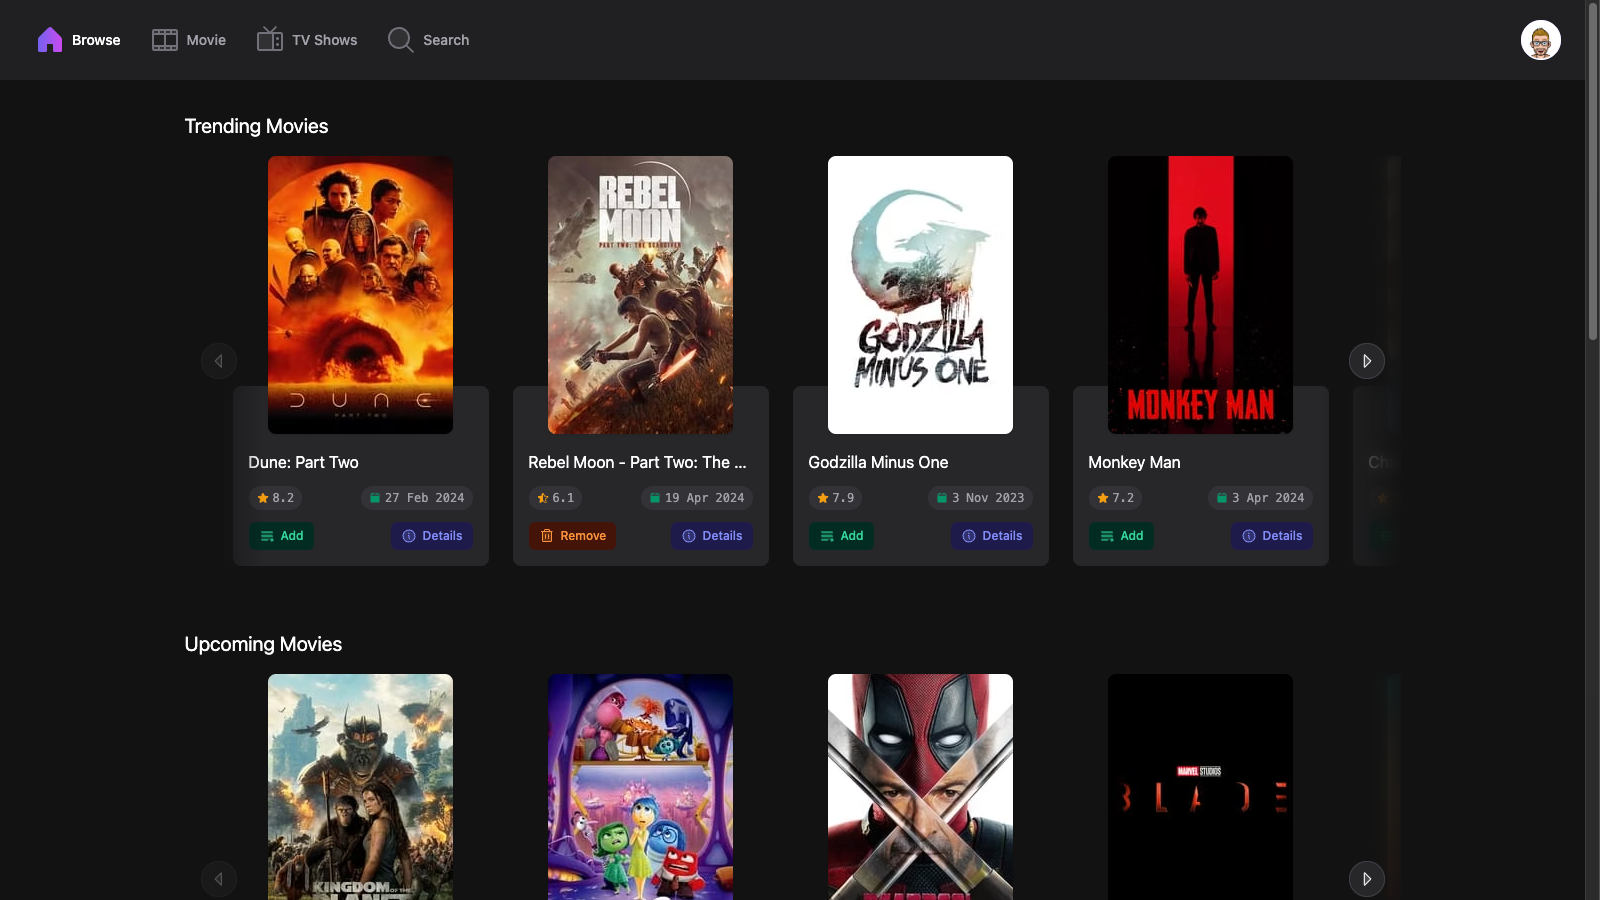 Browse
Movie
TV Shows
Search
Trending Movies
DUNE
PART TWO
REBEL
MOON
PART TWO: THE SCARGIVER
GODZILLA
MINUS ONE
MONKEY MAN
Dune: Part Two
Rebel Moon - Part Two: The ...
Godzilla Minus One
Monkey Man
8.2
27 Feb 2024
6.1
19 Apr 2024
7.9
3 Nov 2023
7.2
3 Apr 2024
Add
Details
Remove
Details
Add
Details
Add
Details
Upcoming Movies
KINGDOM OF THE
PLANET
MARVEL STUDIOS
BLADE